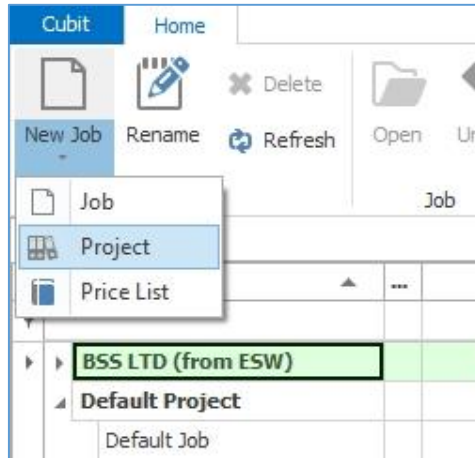 Cubit Home
New Job Rename Delete Refresh Open
Job
Job
Project
Price List
...
BSS LTD (from ESW)
Default Project
Default Job